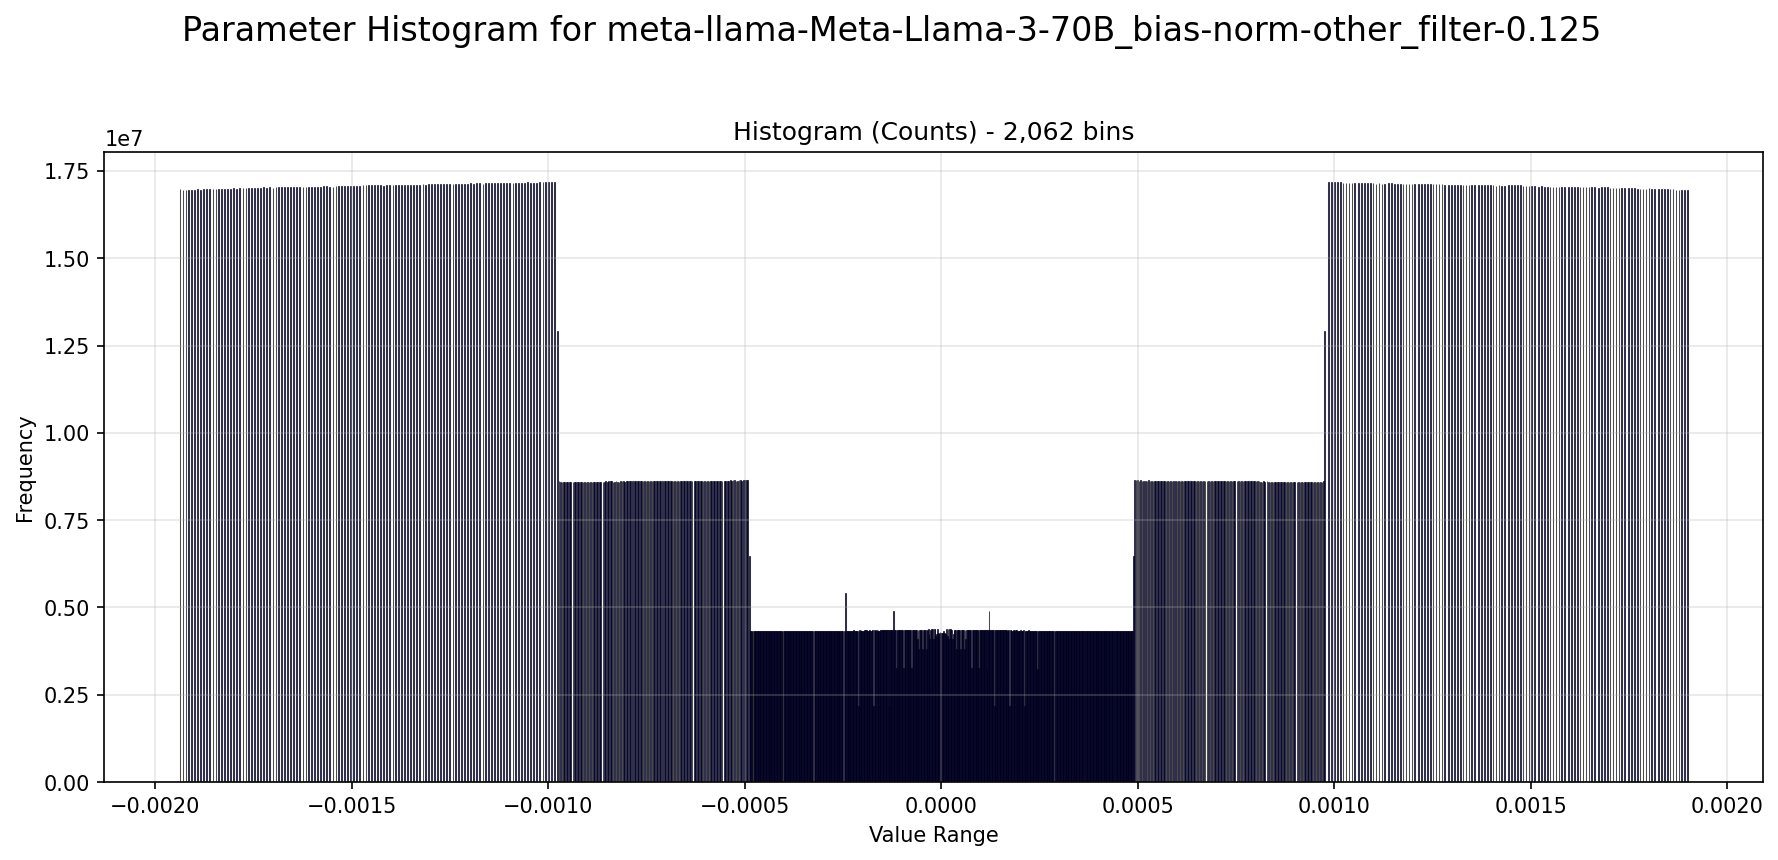 Parameter Histogram for meta-llama-Meta-Llama-3-70B_bias-norm-other_filter-0.125
Histogram (Counts) - 2,062 bins
1e7
1.75
1.50
1.25
1.00
0.75
0.50
0.25
0.00
Frequency
−0.0020 −0.0015 −0.0010 −0.0005 0.0000 0.0005 0.0010 0.0015 0.0020
Value Range